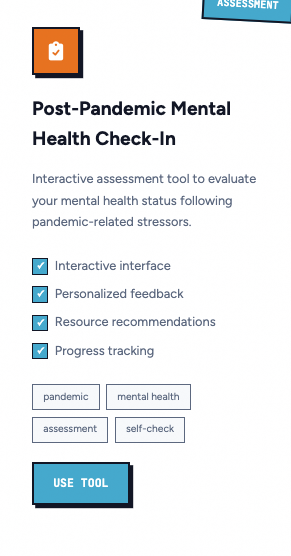 ASSESSMENT
Post-Pandemic Mental
Health Check-In
Interactive assessment tool to evaluate
your mental health status following
pandemic-related stressors.
Interactive interface
Personalized feedback
Resource recommendations
Progress tracking
pandemic mental health
assessment self-check
USE TOOL